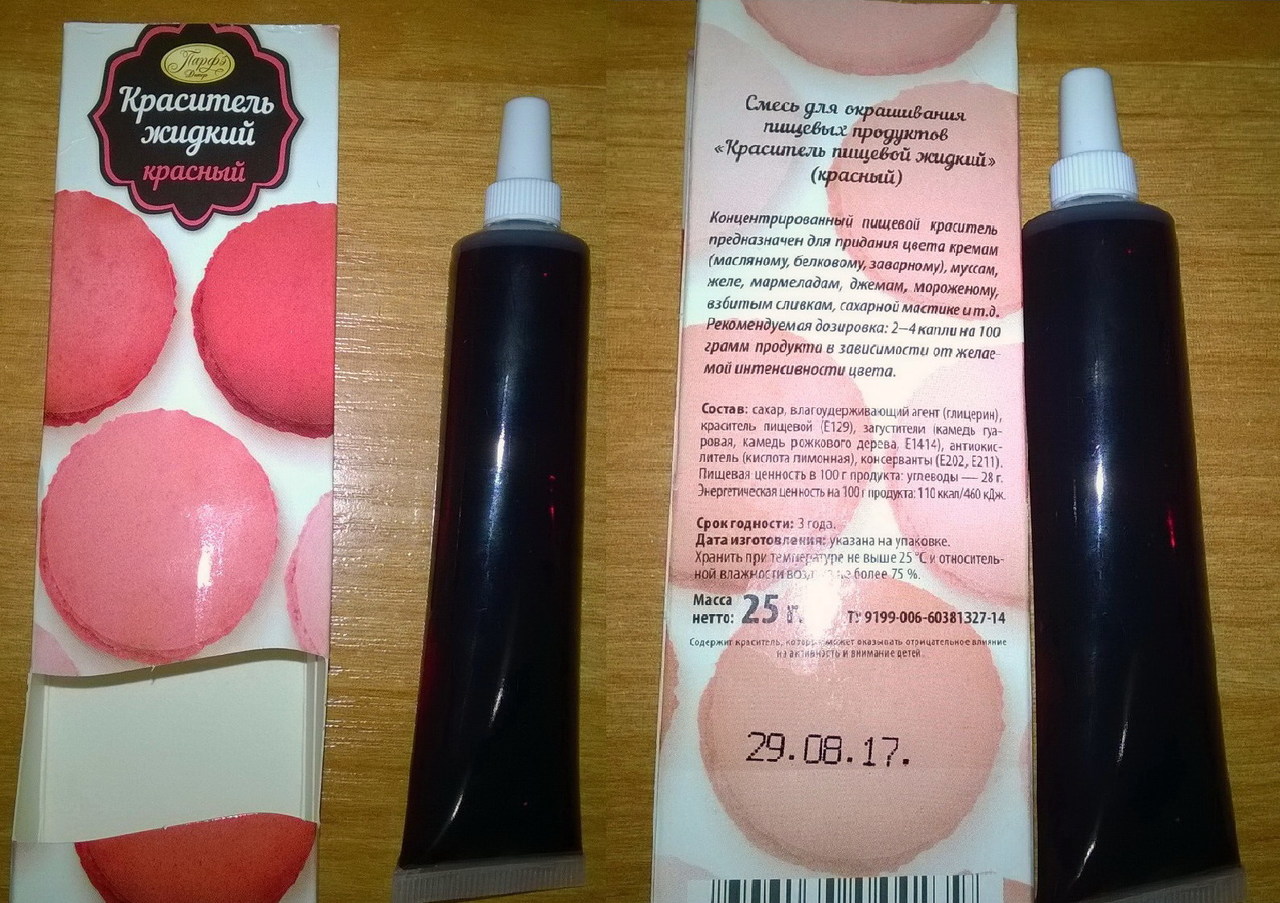 Парфэ
Декор
Краситель
жидкий
красный
Смесь для окрашивания
пищевых продуктов
«Краситель пищевой жидкий»
(красный)
Концентрированный пищевой краситель
предназначен для придания цвета кремам
(масляному, белковому, заварному), муссам,
желе, мармеладам, джемам, мороженому,
взбитым сливкам, сахарной мастике и т.д.
Рекомендуемая дозировка: 2–4 капли на 100
грамм продукта в зависимости от желае-
мой интенсивности цвета.
Состав: сахар, влагоудерживающий агент (глицерин),
краситель пищевой (Е129), загустители (камедь гуа-
ровая, камедь рожкового дерева, Е1414), антиокис-
литель (кислота лимонная), консерванты (Е202, Е211).
Пищевая ценность в 100 г продукта: углеводы — 28 г.
Энергетическая ценность на 100 г продукта: 110 ккал/460 кДж.
Срок годности: 3 года.
Дата изготовления: указана на упаковке.
Хранить при температуре не выше 25 °С и относитель-
ной влажности воздуха не более 75 %.
Масса
нетто: 25 г. ТУ 9199-006-60381327-14
Содержит краситель, который может оказывать отрицательное влияние
на активность и внимание детей.
29.08.17.